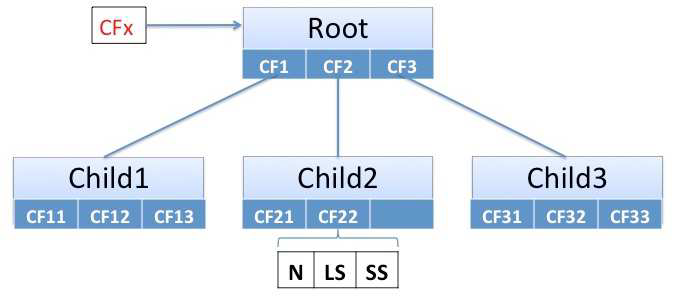 CFx
Root
CF1 CF2 CF3
Child1 Child2 Child3
CF11 CF12 CF13 CF21 CF22 CF31 CF32 CF33
N LS SS